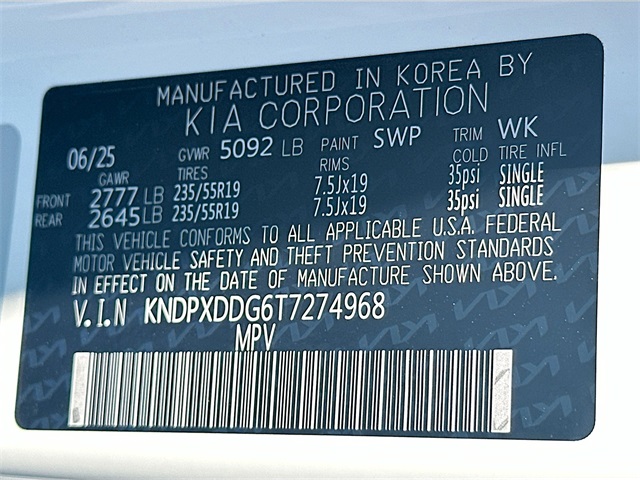 MANUFACTURED IN KOREA BY
KIA CORPORATION
06/25 GVWR 5092 LB PAINT SWP TRIM WK
GAWR TIRES RIMS COLD TIRE INFL
FRONT 2777 LB 235/55R19 7.5Jx19 35psi SINGLE
REAR 2645 LB 235/55R19 7.5Jx19 35psi SINGLE
THIS VEHICLE CONFORMS TO ALL APPLICABLE U.S.A. FEDERAL
MOTOR VEHICLE SAFETY AND THEFT PREVENTION STANDARDS
IN EFFECT ON THE DATE OF MANUFACTURE SHOWN ABOVE.
V.I.N KNDPXDDG6T7274968
MPV